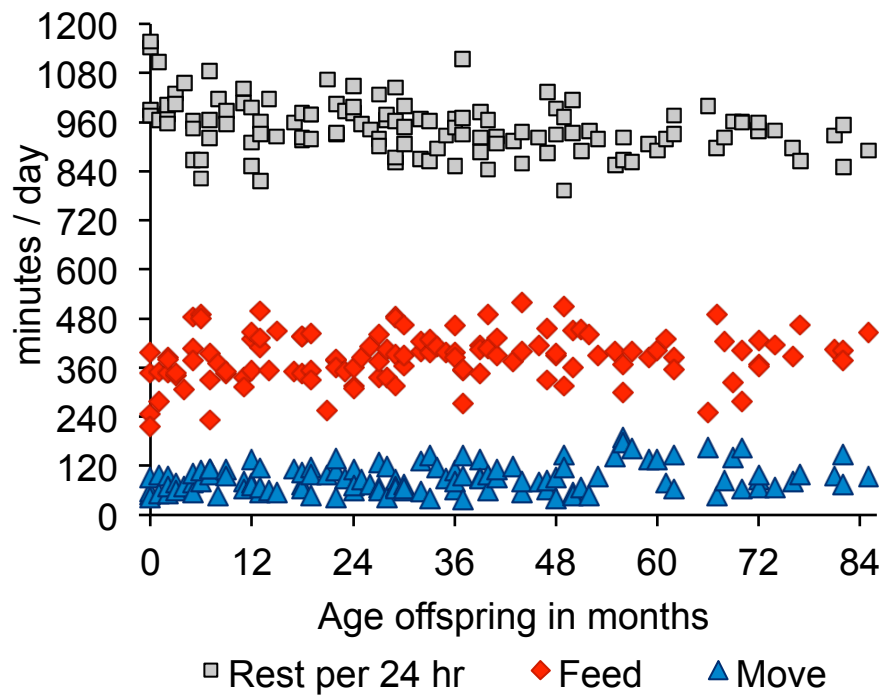 1200
1080
960
840
720
600
480
360
240
120
0
minutes / day
0 12 24 36 48 60 72 84
Age offspring in months
Rest per 24 hr Feed Move